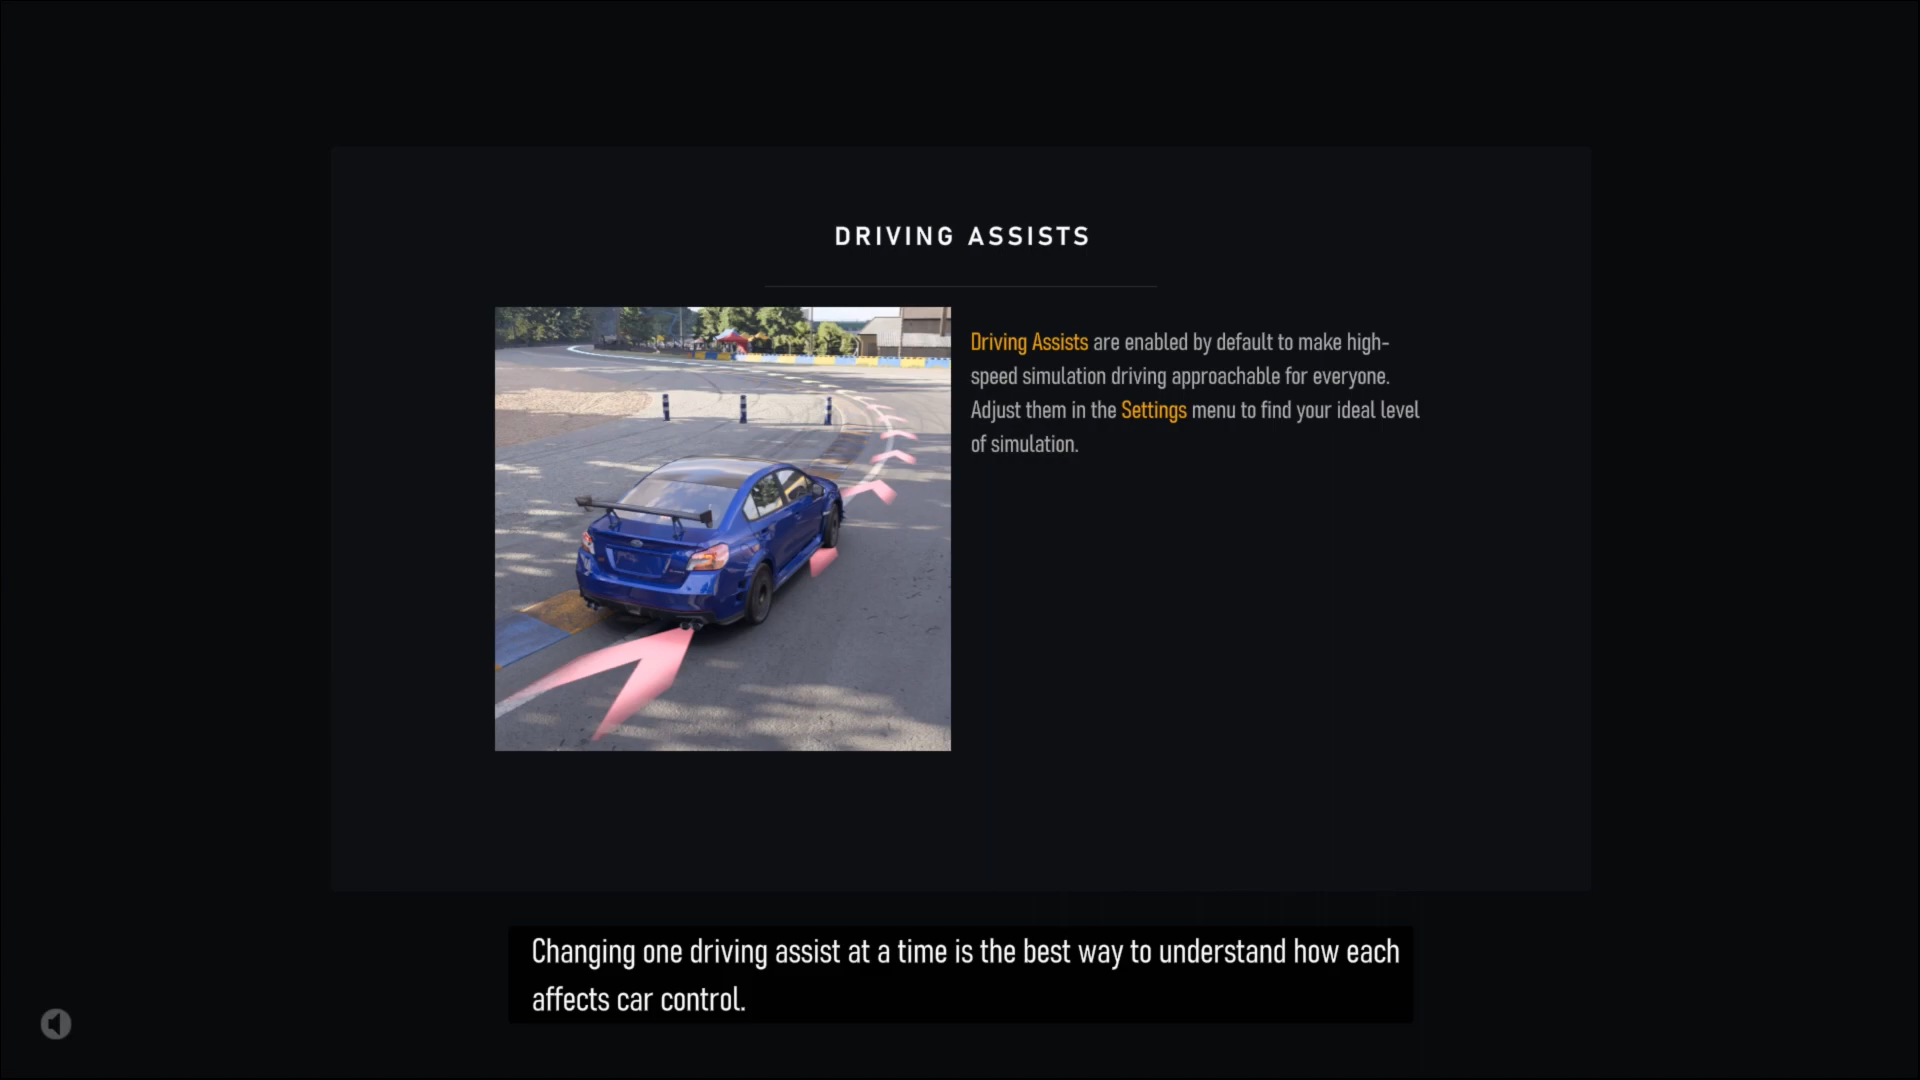 DRIVING ASSISTS
Driving Assists are enabled by default to make high-
speed simulation driving approachable for everyone.
Adjust them in the Settings menu to find your ideal level
of simulation.
Changing one driving assist at a time is the best way to understand how each
affects car control.